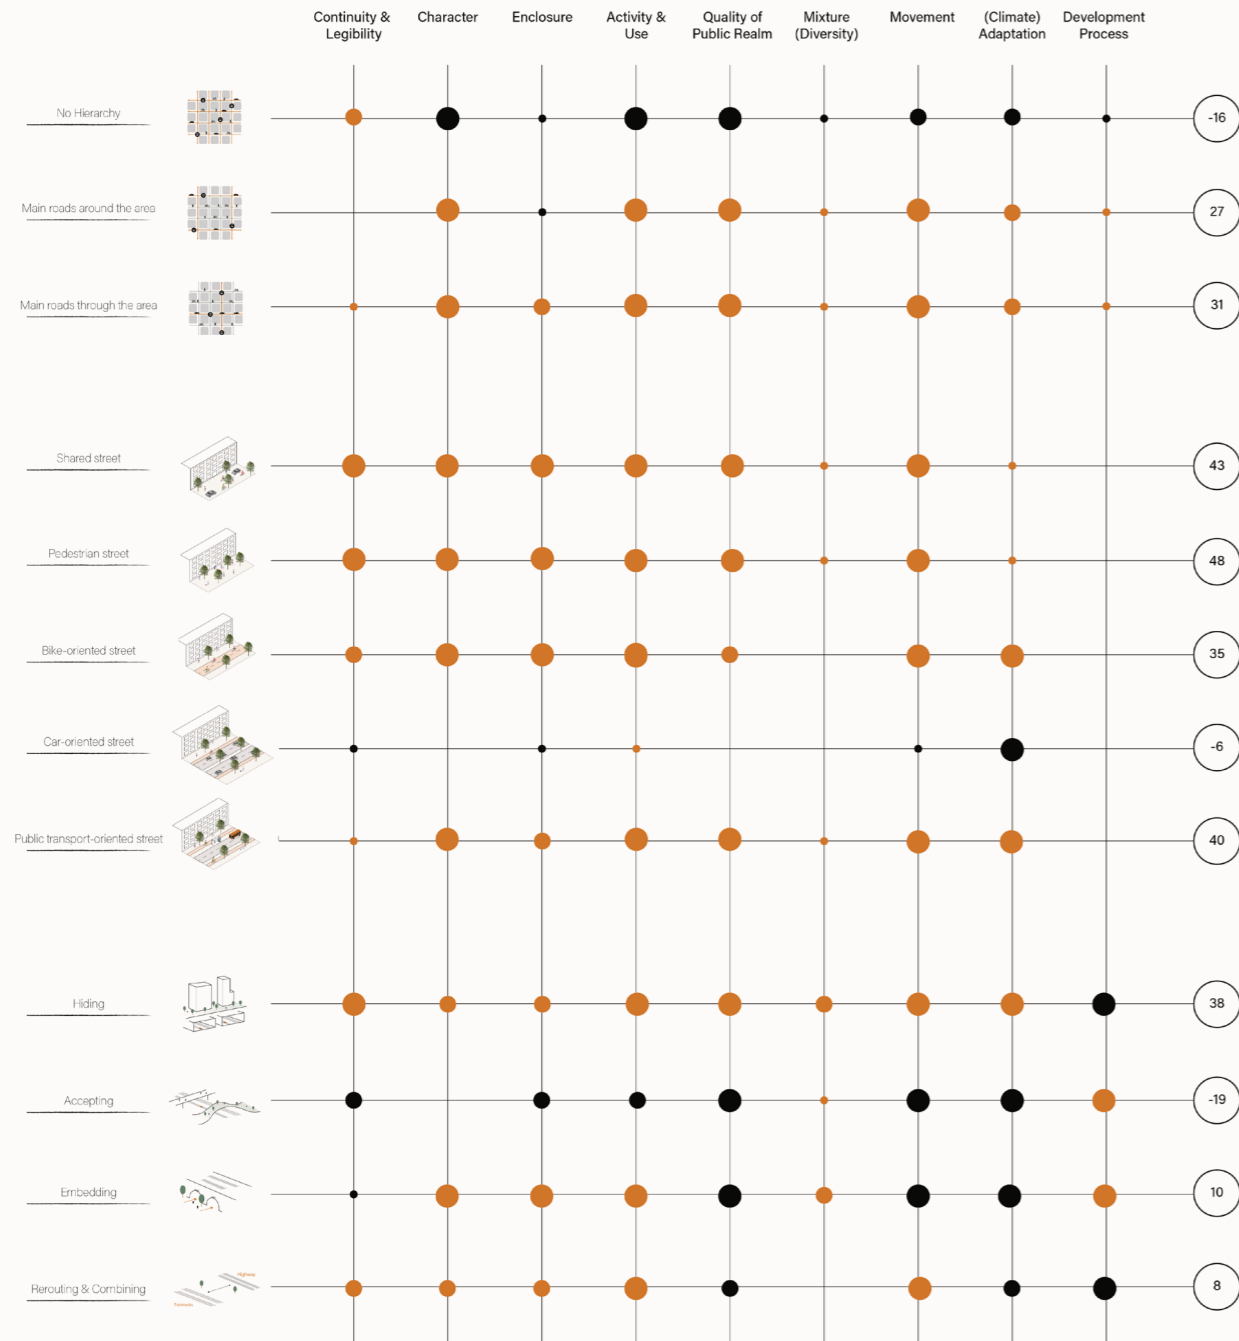 Continuity &
Legibility
Character
Enclosure
Activity &
Use
Quality of
Public Realm
Mixture
(Diversity)
Movement
(Climate)
Adaptation
Development
Process
No Hierarchy
-16
Main roads around the area
27
Main roads through the area
31
Shared street
43
Pedestrian street
48
Bike-oriented street
35
Car-oriented street
-6
Public transport-oriented street
40
Hiding
38
Accepting
-19
Embedding
10
Rerouting & Combining
Highway
8